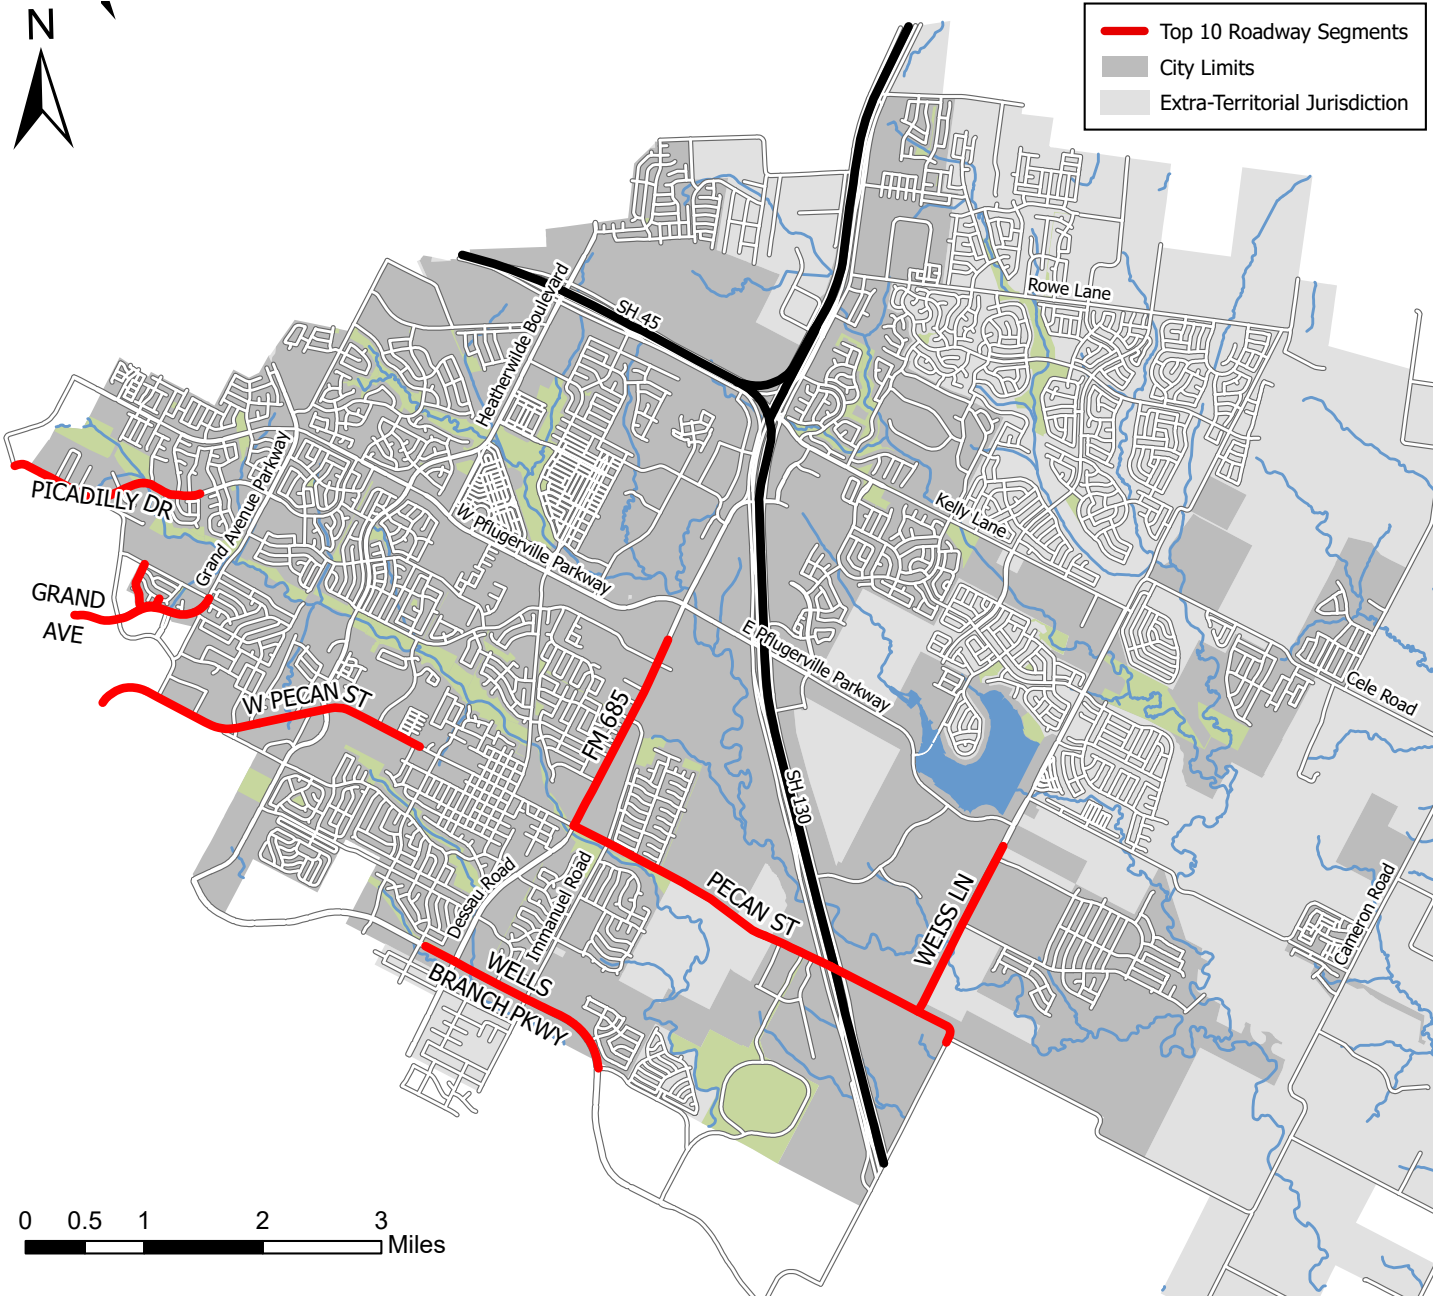 N
Top 10 Roadway Segments
City Limits
Extra-Territorial Jurisdiction
Rowe Lane
Heatherwilde Boulevard
SH 45
Grand Avenue Parkway
PICADILLY DR
W Pflugerville Parkway
Kelly Lane
GRAND
AVE
E Pflugerville Parkway
Cele Road
W PECAN ST
FM 685
SH 130
Dessau Road
Immanuel Road
PECAN ST
WEISS LN
Cameron Road
WELLS
BRANCH PKWY
0 0.5 1 2 3
Miles